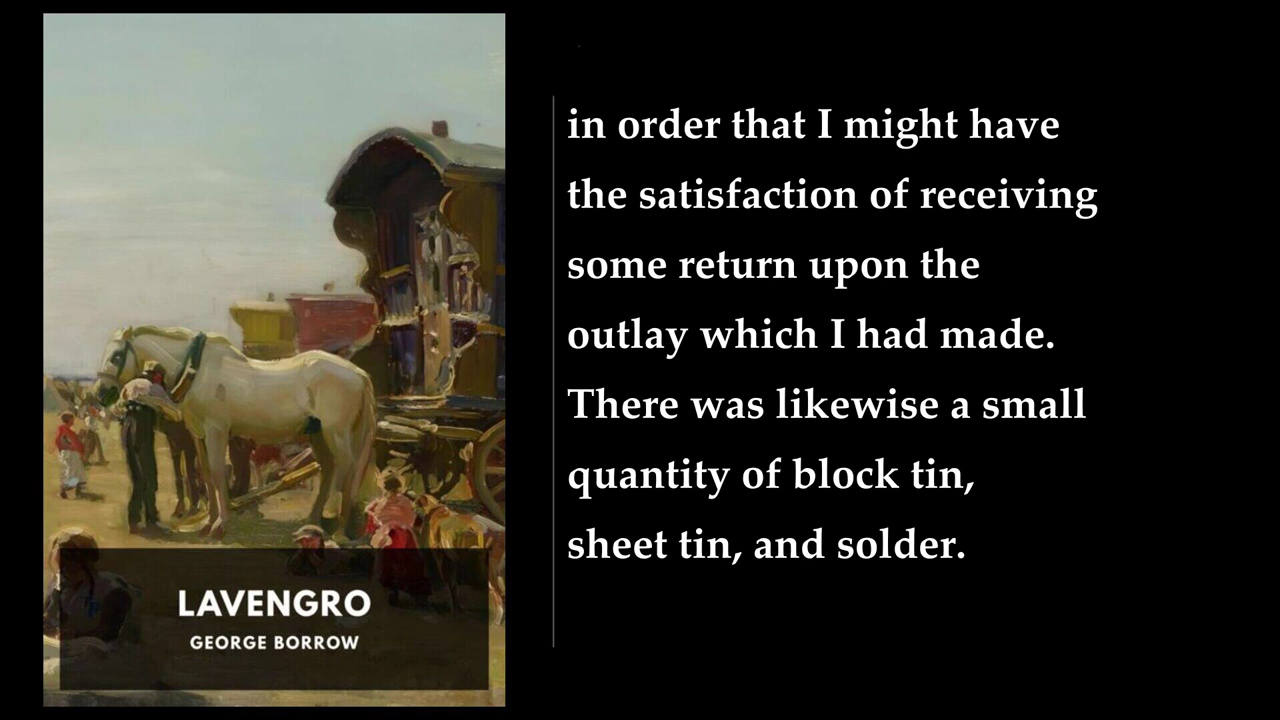 in order that I might have
the satisfaction of receiving
some return upon the
outlay which I had made.
There was likewise a small
quantity of block tin,
sheet tin, and solder.
LAVENGRO
GEORGE BORROW